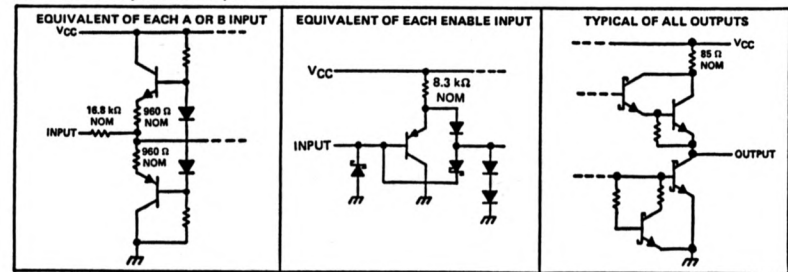 EQUIVALENT OF EACH A OR B INPUT
VCC
16.8 kΩ
NOM
960 Ω
NOM
INPUT
960 Ω
NOM
EQUIVALENT OF EACH ENABLE INPUT
VCC
8.3 kΩ
NOM
INPUT
TYPICAL OF ALL OUTPUTS
VCC
85 Ω
NOM
OUTPUT